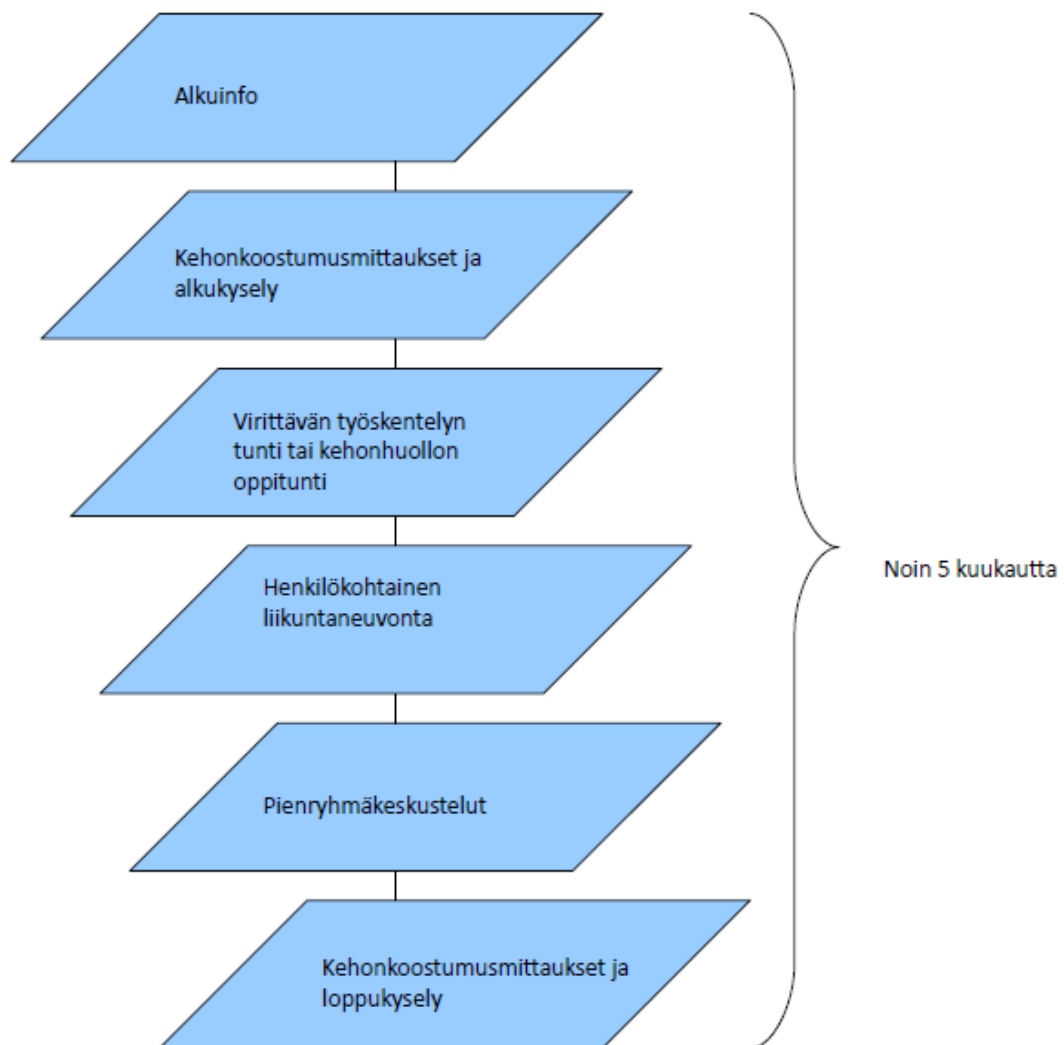 Alkuinfo
Kehonkoostumusmittaukset ja
alkukysely
Virittävän työskentelyn
tunti tai kehonhuollon
oppitunti
Henkilökohtainen
liikuntaneuvonta
Noin 5 kuukautta
Pienryhmäkeskustelut
Kehonkoostumusmittaukset ja
loppukysely